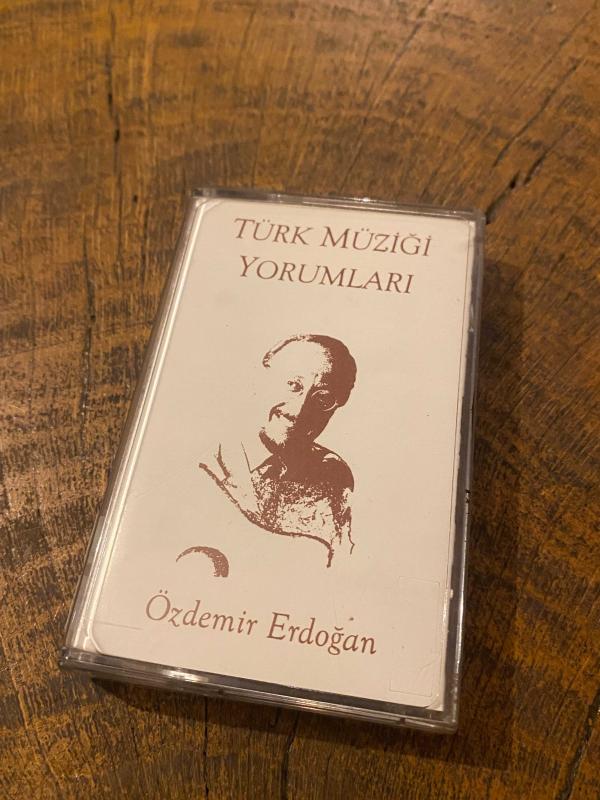 TÜRK MÜZİĞİ
YORUMLARI
Özdemir Erdoğan